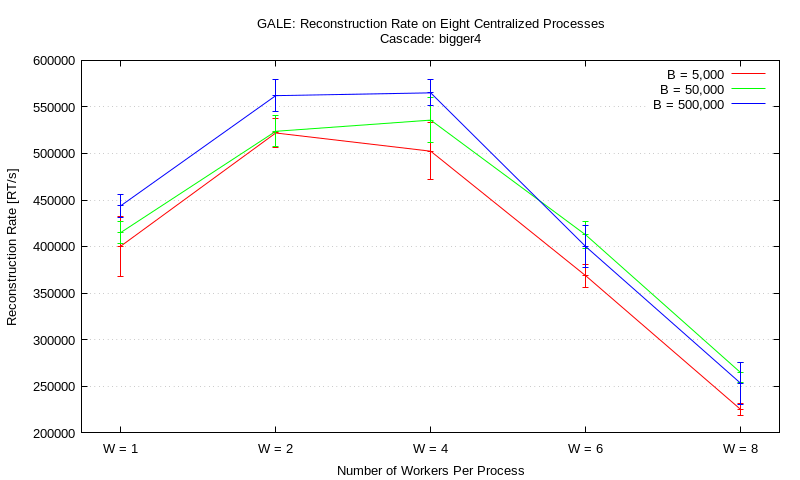 GALE: Reconstruction Rate on Eight Centralized Processes
Cascade: bigger4
B = 5,000
B = 50,000
B = 500,000
600000
550000
500000
450000
400000
350000
300000
250000
200000
Reconstruction Rate [RT/s]
W = 1 W = 2 W = 4 W = 6 W = 8
Number of Workers Per Process